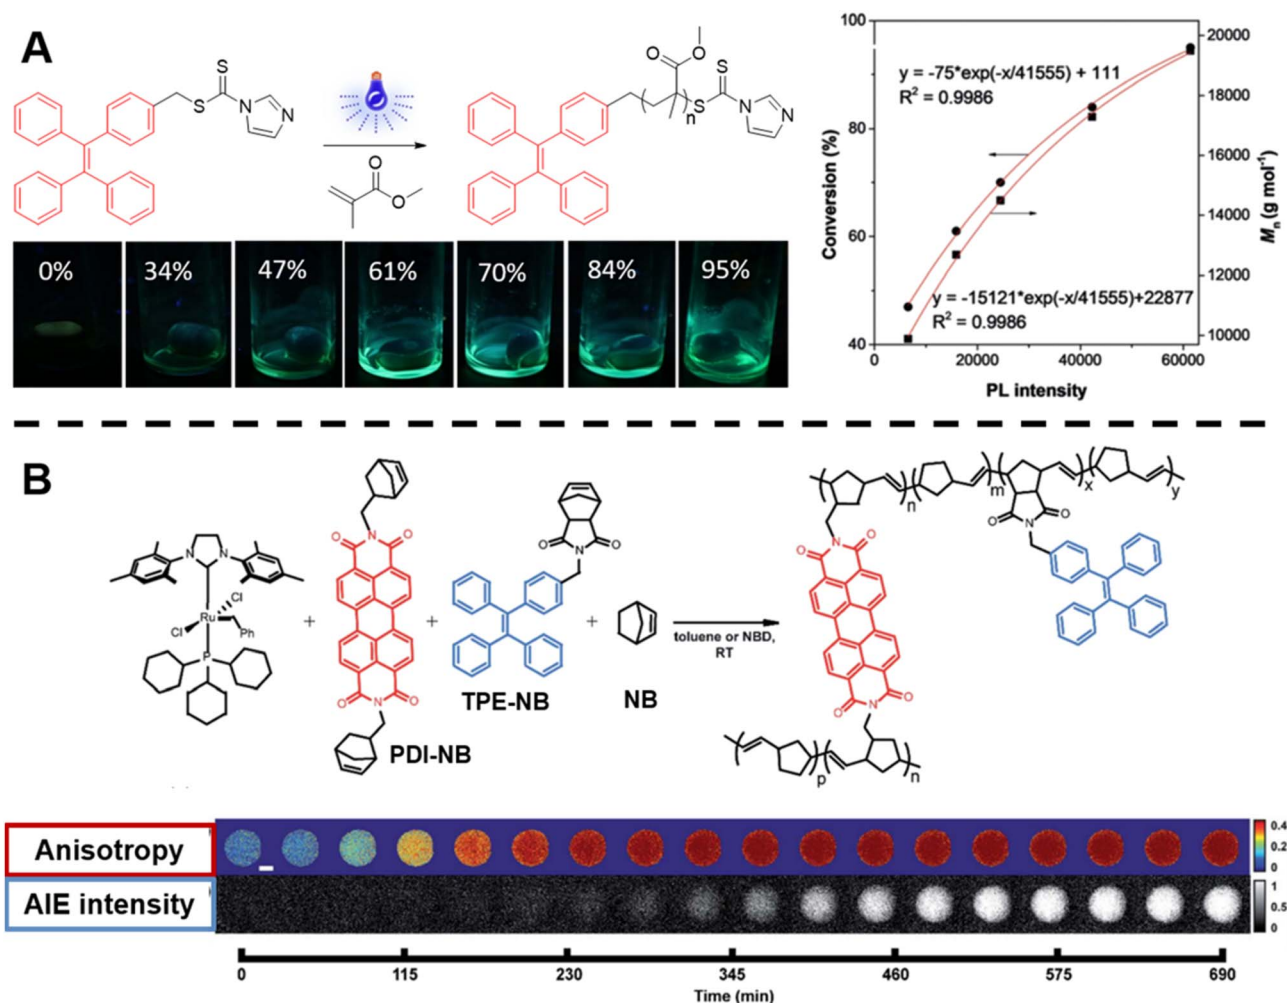 A
S
S
N
N
O
O
O
O
n
S
S
N
N
0%
34%
47%
61%
70%
84%
95%
100
80
60
40
Conversion (%)
y = -75*exp(-x/41555) + 111
R² = 0.9986
y = -15121*exp(-x/41555)+22877
R² = 0.9986
20000
18000
16000
14000
12000
10000
Mn (g mol⁻¹)
0
20000
40000
60000
PL intensity
B
N
N
Cl
Ru
Cl
Ph
P
+
O
N
O
O
N
O
PDI-NB
+
O
N
O
TPE-NB
+
NB
toluene or NBD,
RT
n
m
x
y
O
N
O
O
N
O
O
N
O
p
n
Anisotropy
0.4
0.2
0
AIE intensity
1
0.5
0
0
115
230
345
460
575
690
Time (min)